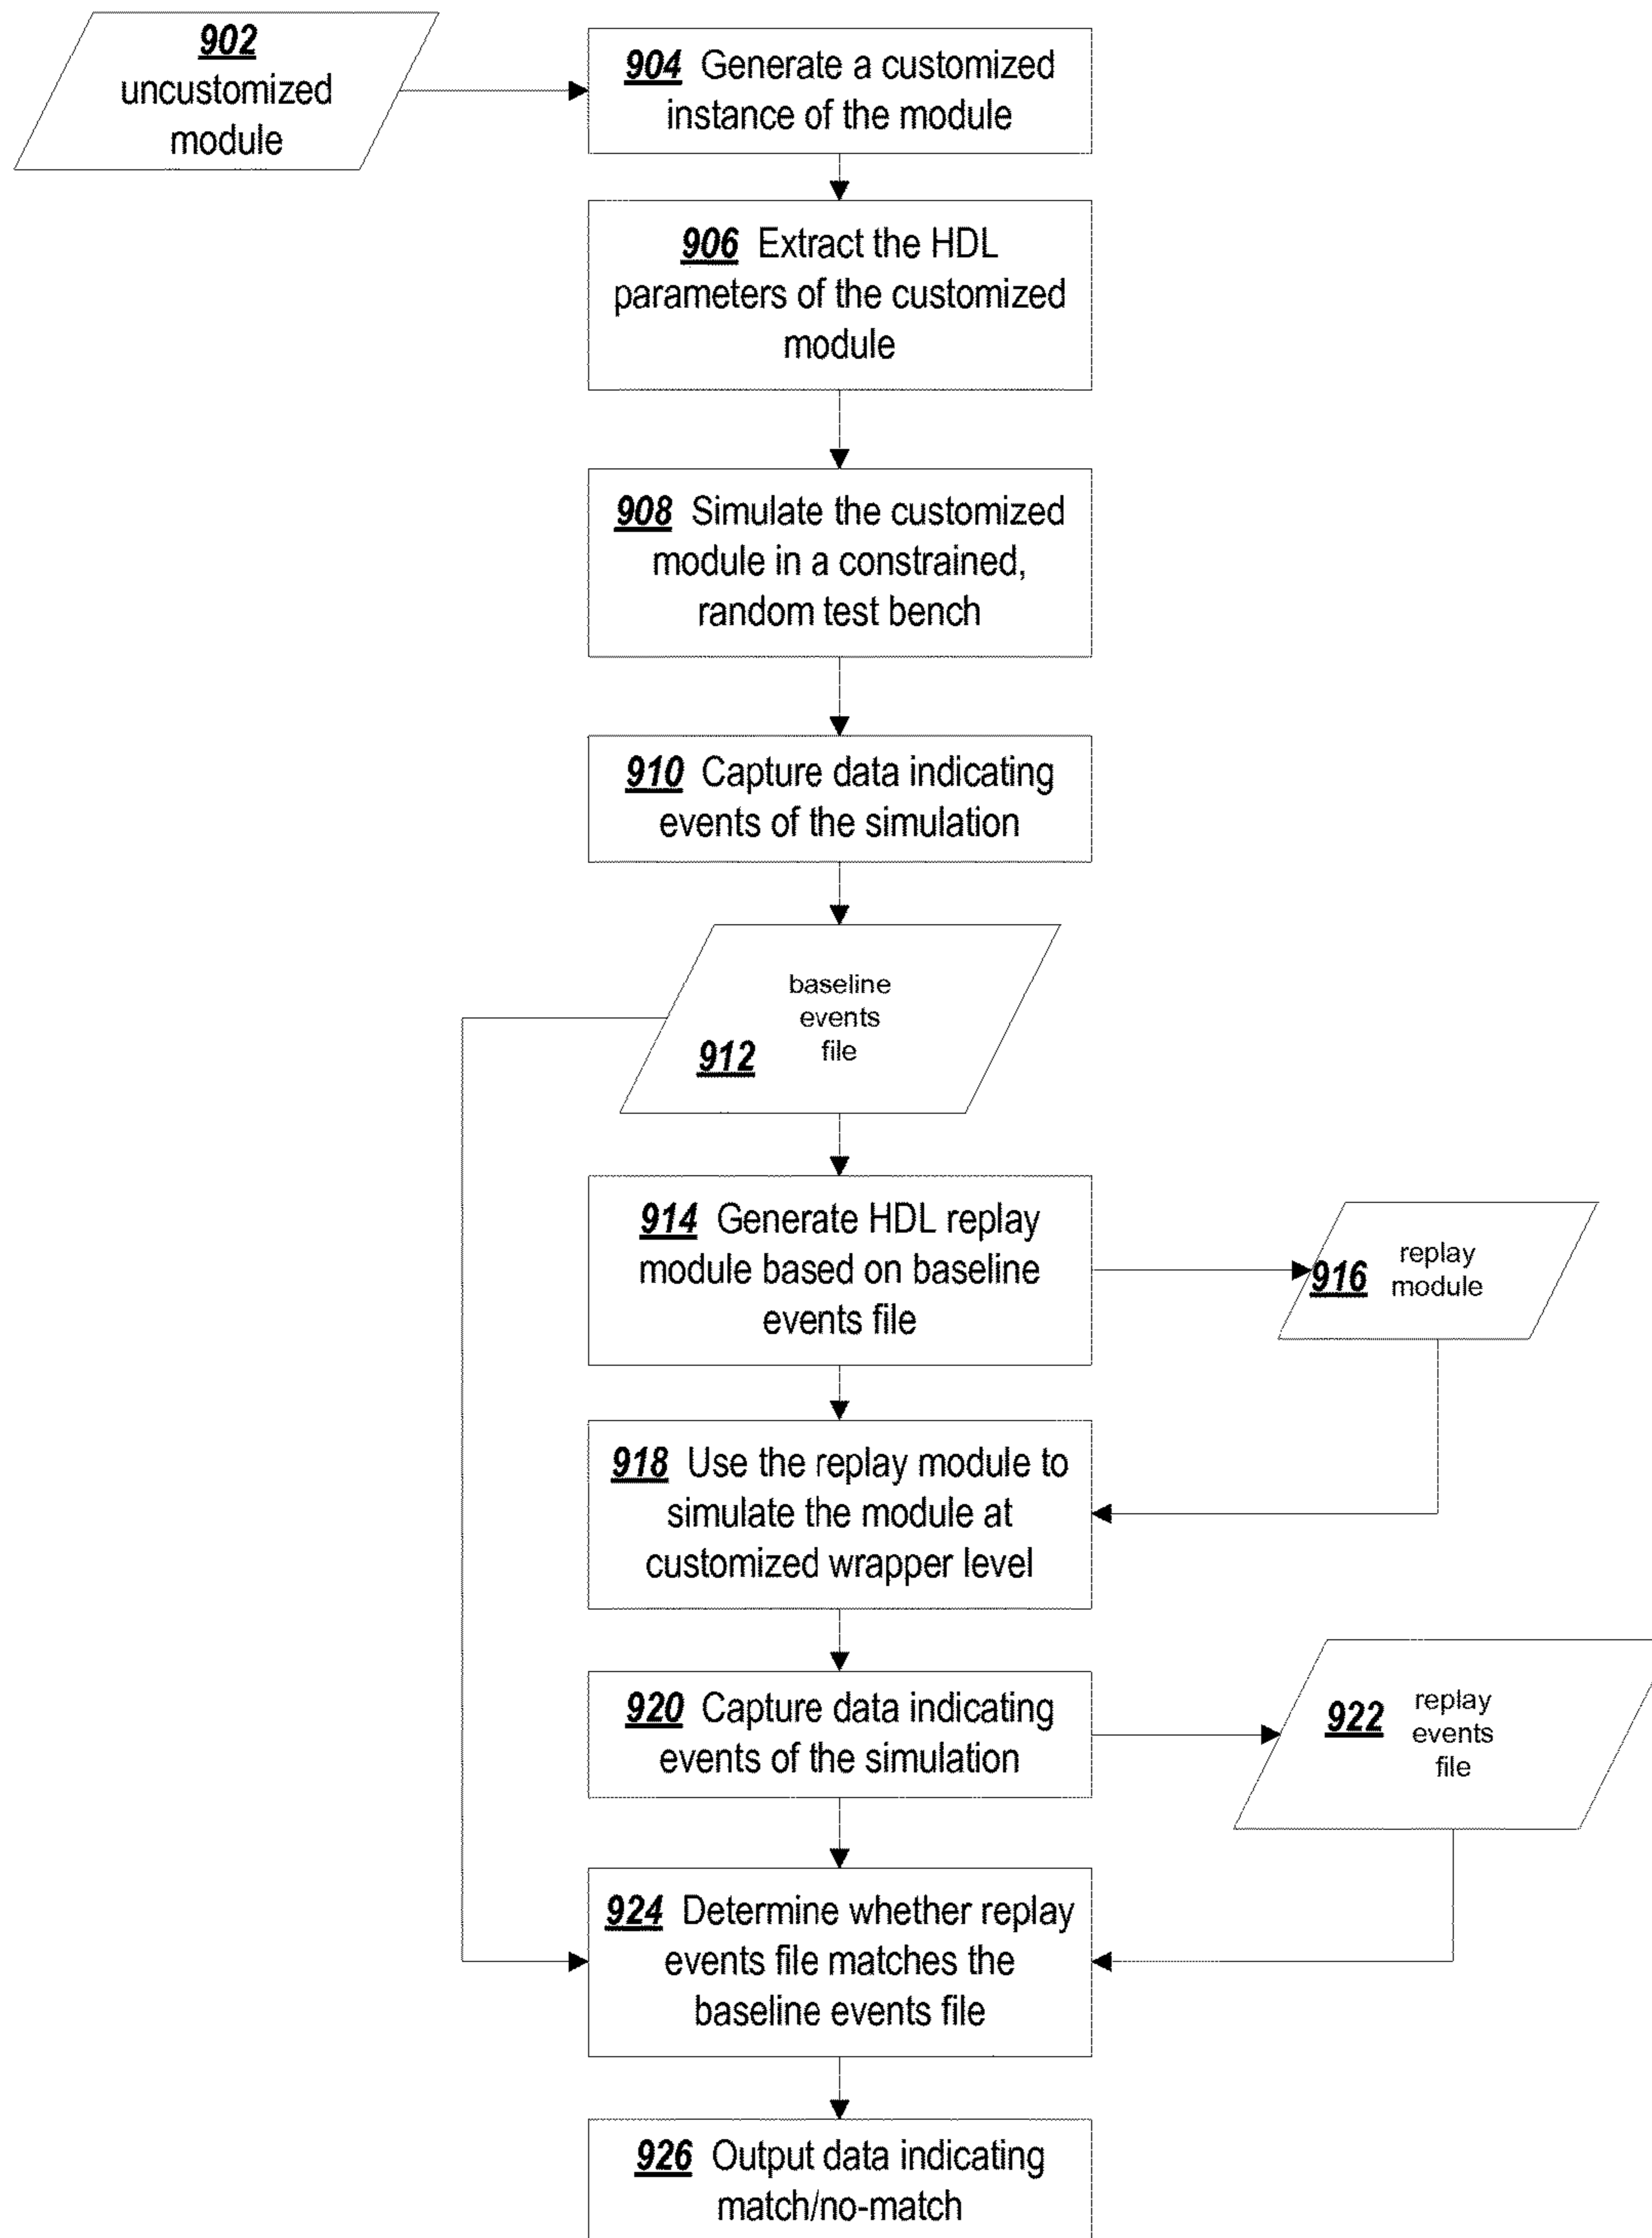 902
uncustomized
module
904 Generate a customized
instance of the module
906 Extract the HDL
parameters of the customized
module
908 Simulate the customized
module in a constrained,
random test bench
910 Capture data indicating
events of the simulation
baseline
events
file
912
914 Generate HDL replay
module based on baseline
events file
replay
module
916
918 Use the replay module to
simulate the module at
customized wrapper level
920 Capture data indicating
events of the simulation
replay
events
file
922
924 Determine whether replay
events file matches the
baseline events file
926 Output data indicating
match/no-match